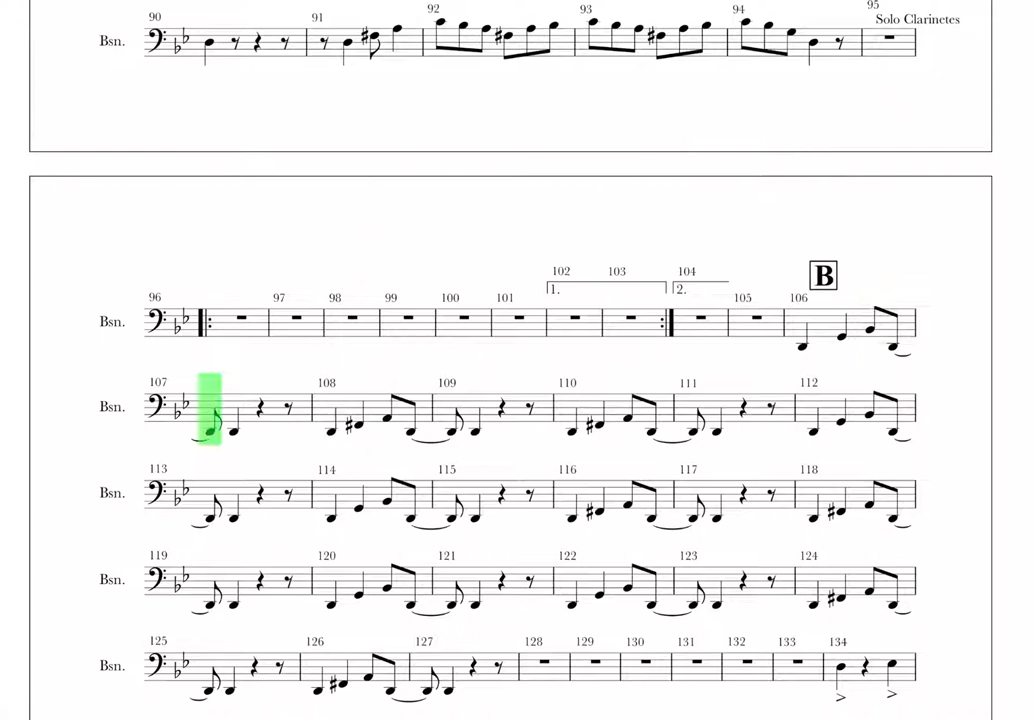 90 91 92 93 94 95
Solo Clarinetes
Bsn.
102 103 104
B
1. 2.
96 97 98 99 100 101 105 106
Bsn.
107 108 109 110 111 112
Bsn.
113 114 115 116 117 118
Bsn.
119 120 121 122 123 124
Bsn.
125 126 127 128 129 130 131 132 133 134
Bsn.